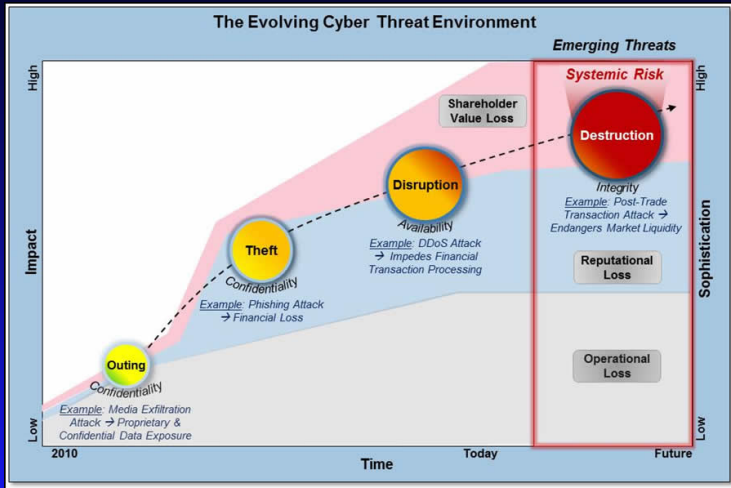 The Evolving Cyber Threat Environment
Emerging Threats
Systemic Risk
High
High
Shareholder
Value Loss
Destruction
Integrity
Example: Post-Trade
Transaction Attack →
Endangers Market Liquidity
Disruption
Availability
Example: DDoS Attack
→ Impedes Financial
Transaction Processing
Theft
Confidentiality
Example: Phishing Attack
→ Financial Loss
Outing
Confidentiality
Example: Media Exfiltration
Attack → Proprietary &
Confidential Data Exposure
Reputational
Loss
Operational
Loss
Impact
Sophistication
Low
Low
2010
Today
Future
Time